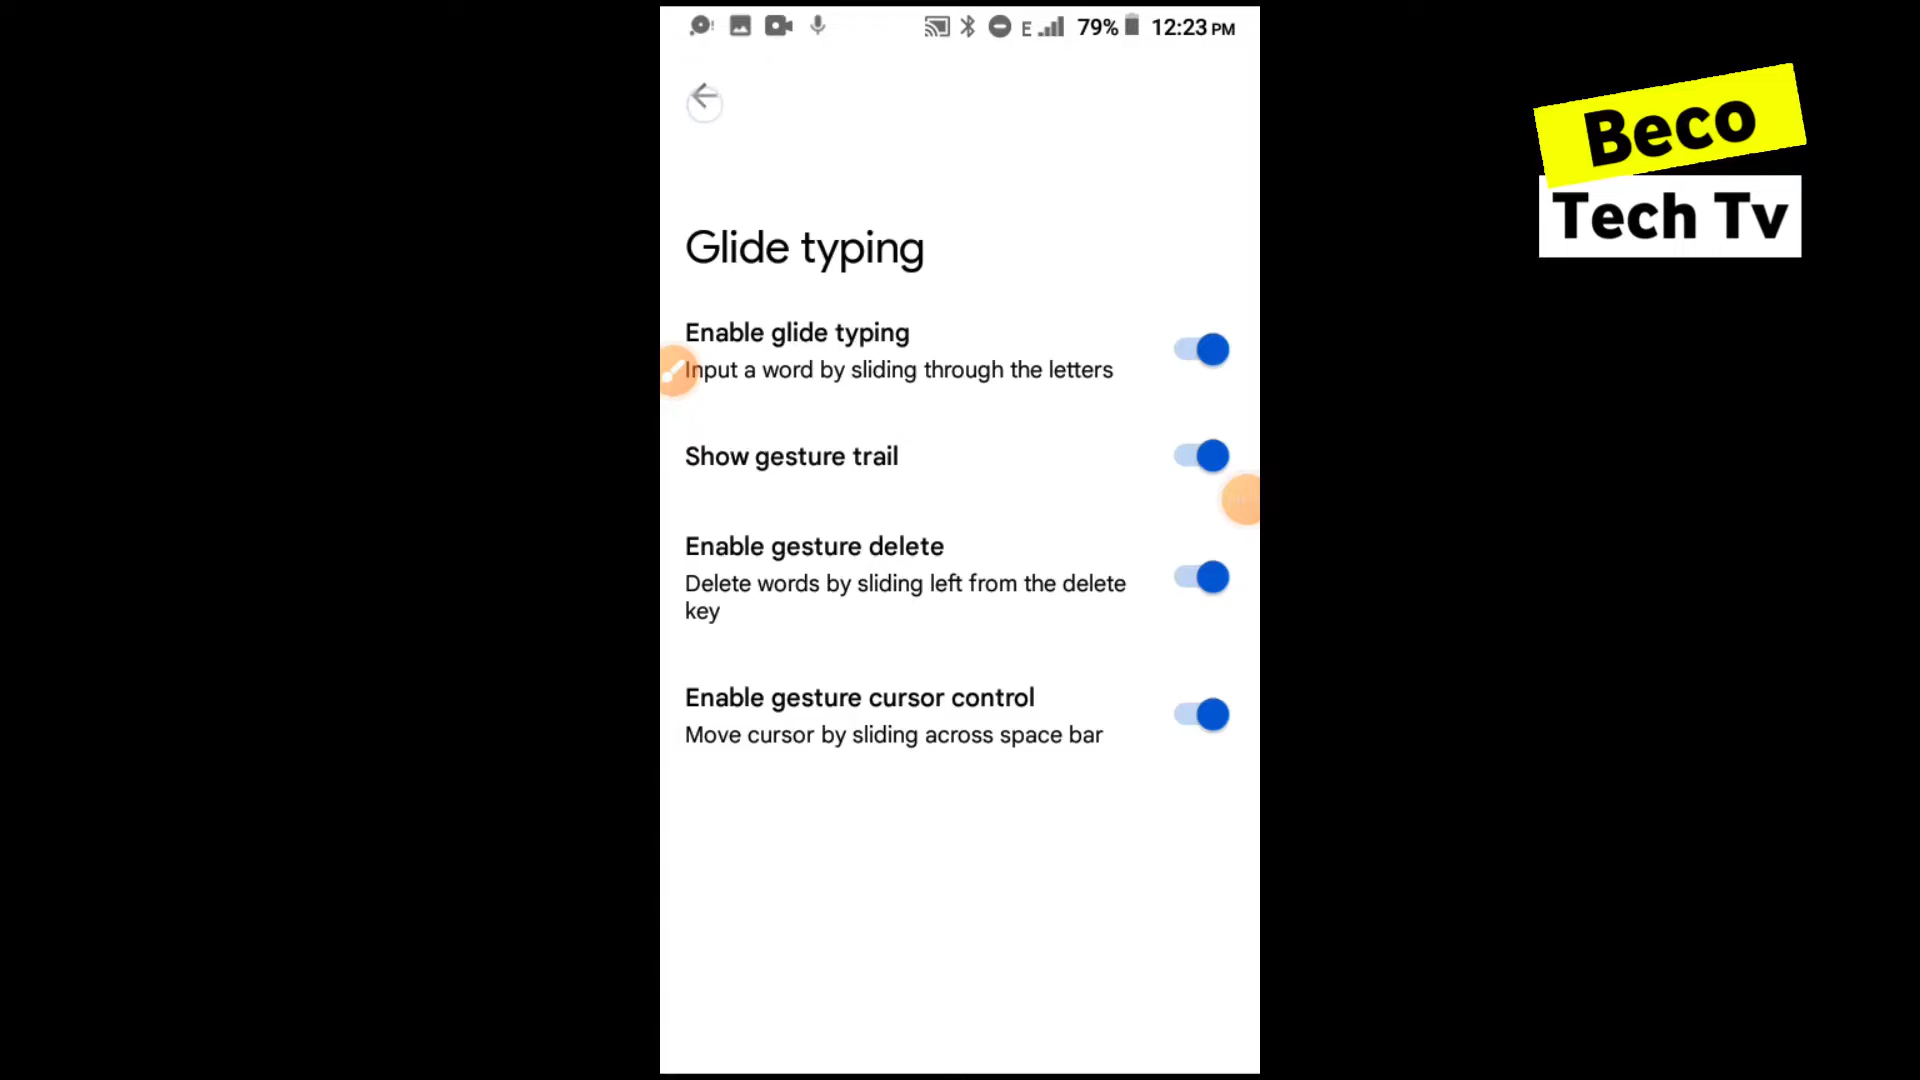 E 79% 12:23 PM
Beco
Tech Tv
Glide typing
Enable glide typing
Input a word by sliding through the letters
Show gesture trail
Enable gesture delete
Delete words by sliding left from the delete
key
Enable gesture cursor control
Move cursor by sliding across space bar